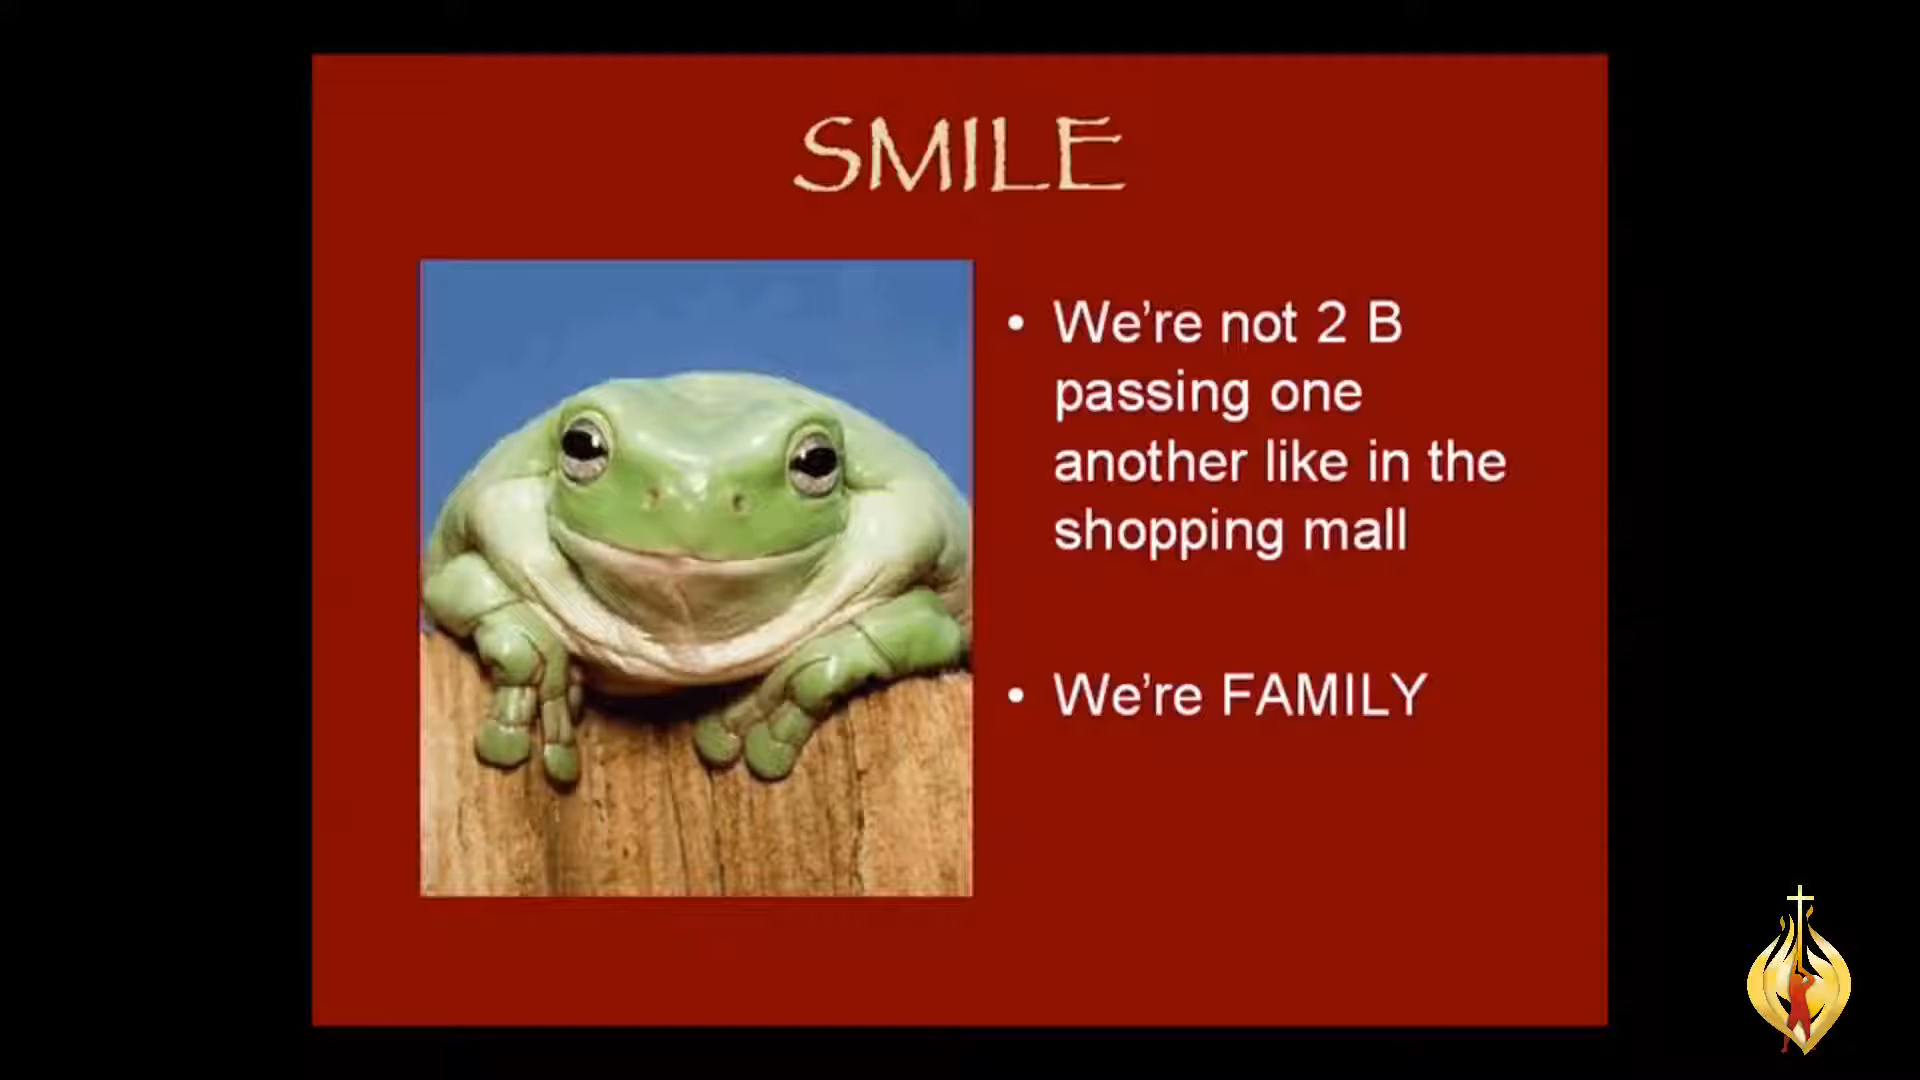 SMILE
• We’re not 2 B
passing one
another like in the
shopping mall
• We’re FAMILY